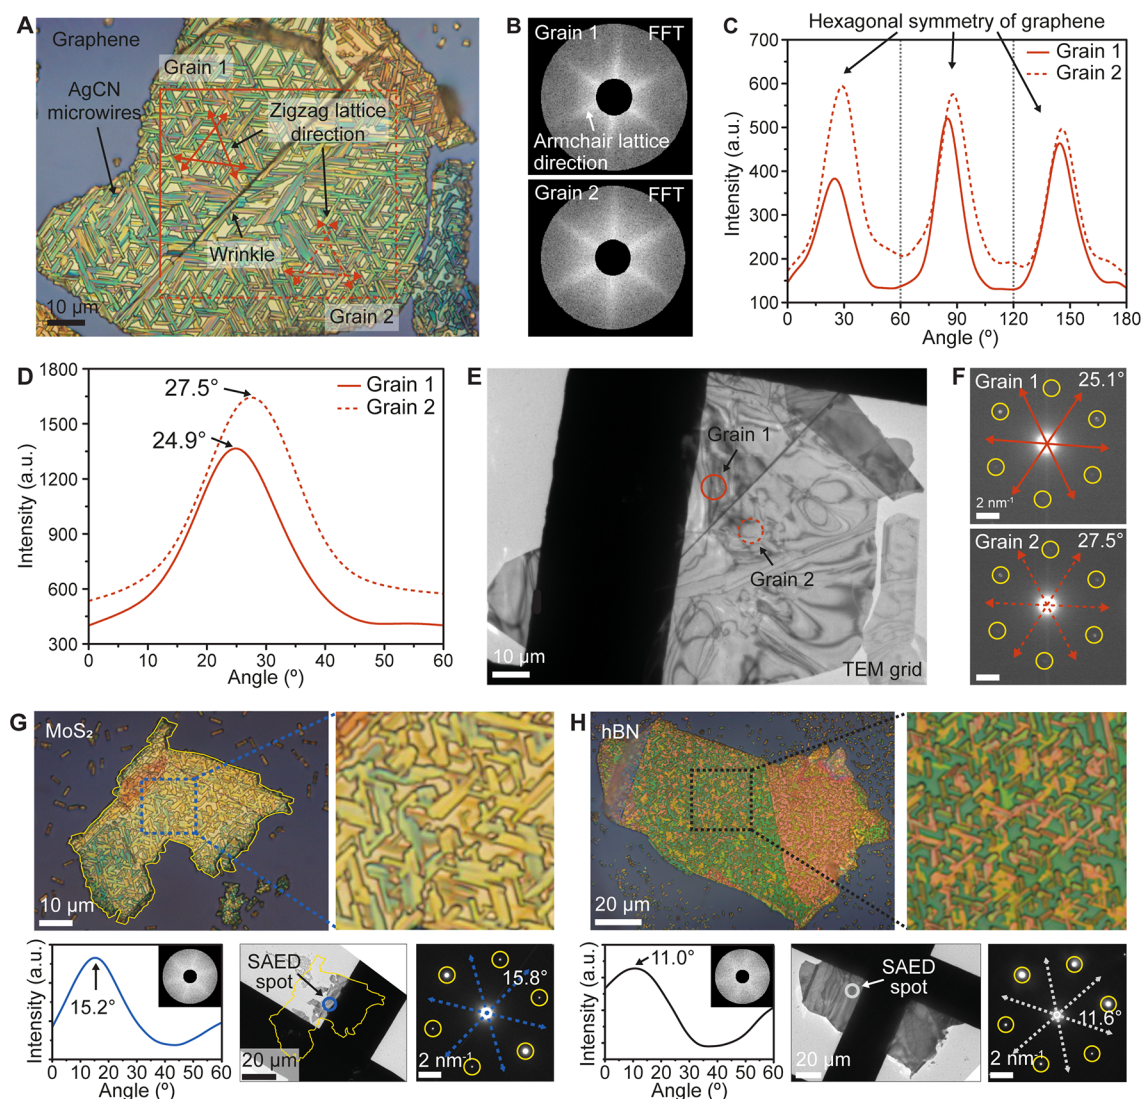 A
Graphene
Grain 1
AgCN
microwires
Zigzag lattice
direction
Wrinkle
10 μm
Grain 2
B
Grain 1
FFT
Armchair lattice
direction
Grain 2
FFT
C
Hexagonal symmetry of graphene
Grain 1
Grain 2
Intensity (a.u.)
700
600
500
400
300
200
100
0
30
60
90
120
150
180
Angle (º)
D
Grain 1
Grain 2
27.5°
24.9°
Intensity (a.u.)
1800
1500
1200
900
600
300
0
10
20
30
40
50
60
Angle (º)
E
Grain 1
Grain 2
10 μm
TEM grid
F
Grain 1
25.1°
2 nm⁻¹
Grain 2
27.5°
G
MoS₂
10 μm
Intensity (a.u.)
15.2°
0 10 20 30 40 50 60
Angle (º)
SAED
spot
20 μm
15.8°
2 nm⁻¹
H
hBN
20 μm
Intensity (a.u.)
11.0°
0 10 20 30 40 50 60
Angle (º)
SAED
spot
20 μm
11.6°
2 nm⁻¹